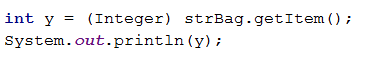 int y = (Integer) strBag.getItem();
System.out.println(y);